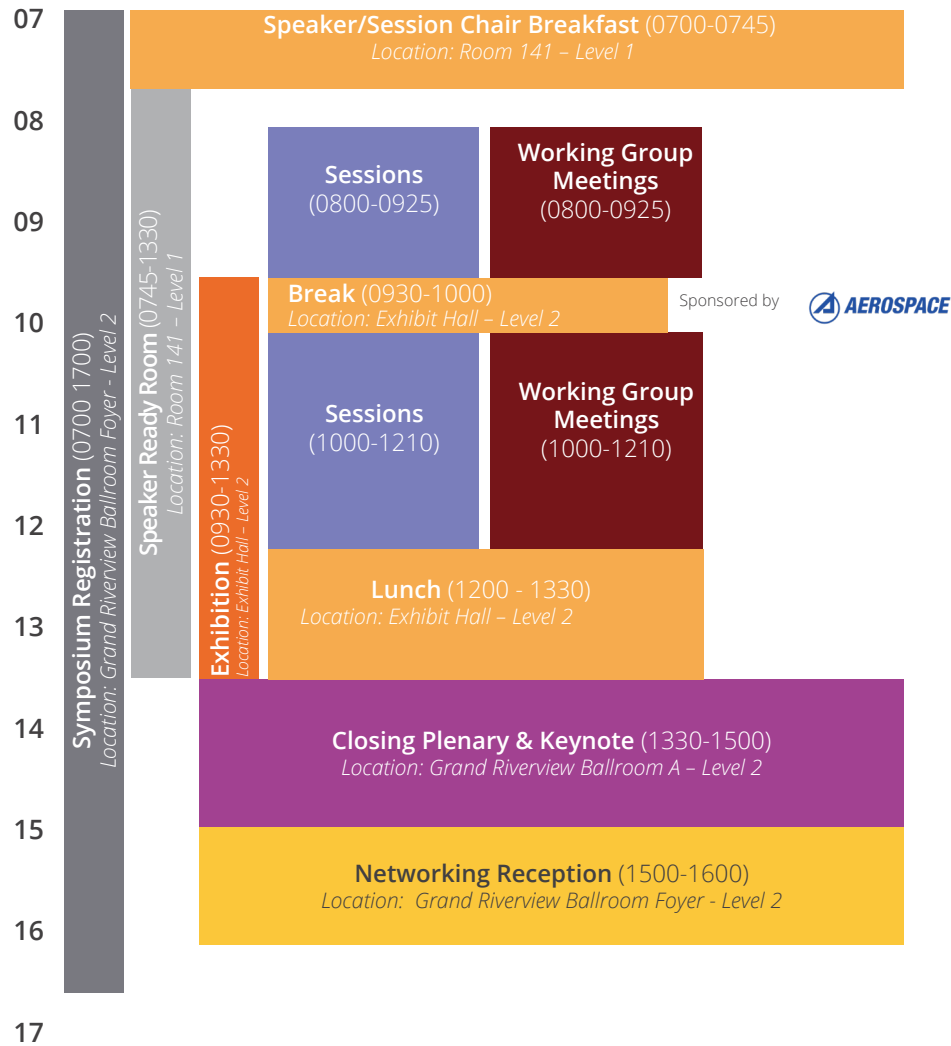 07
Speaker/Session Chair Breakfast (0700-0745)
Location: Room 141 – Level 1
08
Sessions
(0800-0925)
Working Group
Meetings
(0800-0925)
09
Break (0930-1000)
Location: Exhibit Hall – Level 2
Sponsored by
AEROSPACE
10
Sessions
(1000-1210)
Working Group
Meetings
(1000-1210)
11
12
Lunch (1200 - 1330)
Location: Exhibit Hall – Level 2
13
Symposium Registration (0700 1700)
Location: Grand Riverview Ballroom Foyer - Level 2
Speaker Ready Room (0745-1330)
Location: Room 141 – Level 1
Exhibition (0930-1330)
Location: Exhibit Hall – Level 2
14
Closing Plenary & Keynote (1330-1500)
Location: Grand Riverview Ballroom A – Level 2
15
Networking Reception (1500-1600)
Location: Grand Riverview Ballroom Foyer - Level 2
16
17